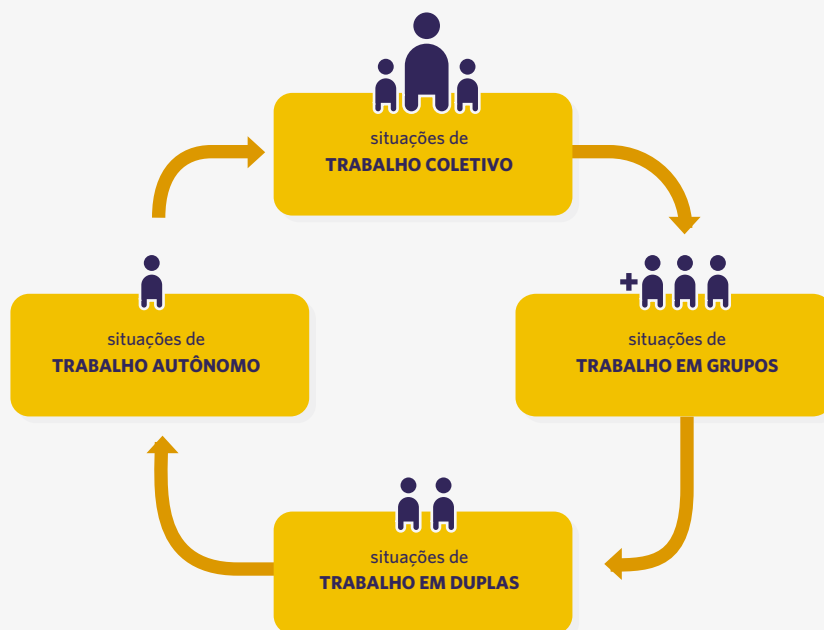 situações de
TRABALHO COLETIVO
situações de
TRABALHO AUTÔNOMO
+
situações de
TRABALHO EM GRUPOS
situações de
TRABALHO EM DUPLAS